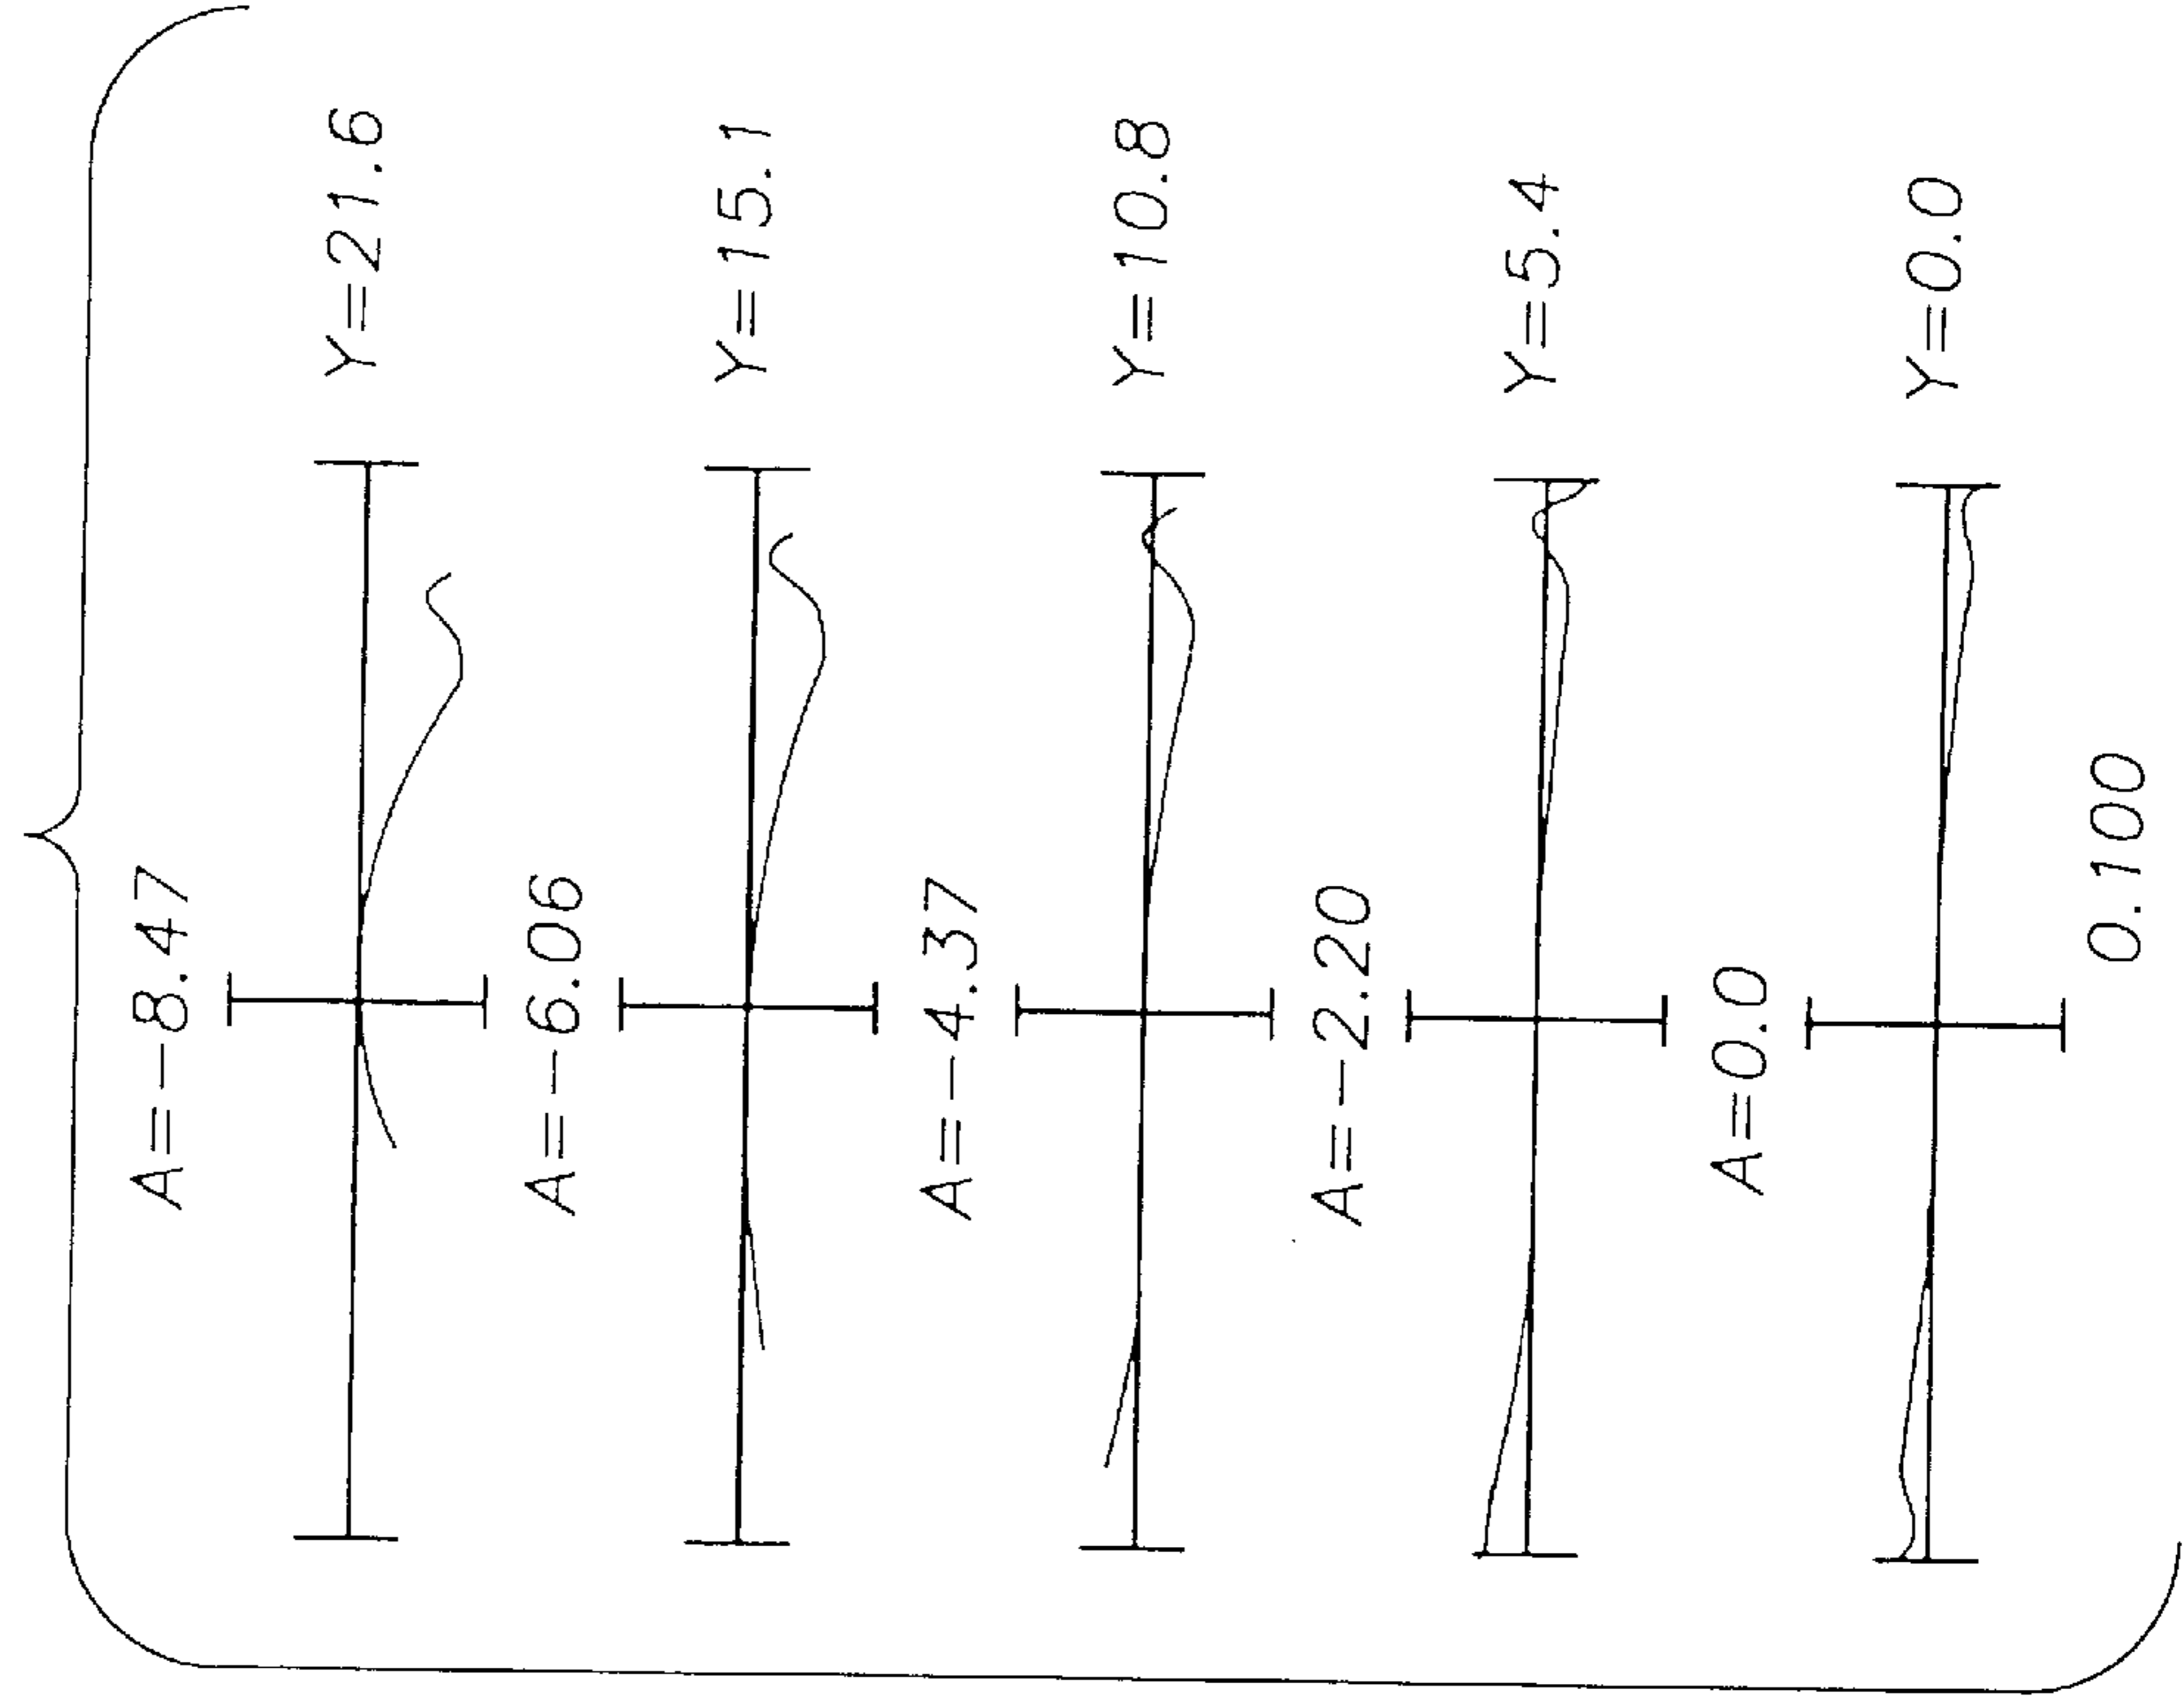 A=-8.47
Y=21.6
A=-6.06
Y=15.1
A=-4.37
Y=10.8
A=-2.20
Y=5.4
A=0.0
Y=0.0
0.100